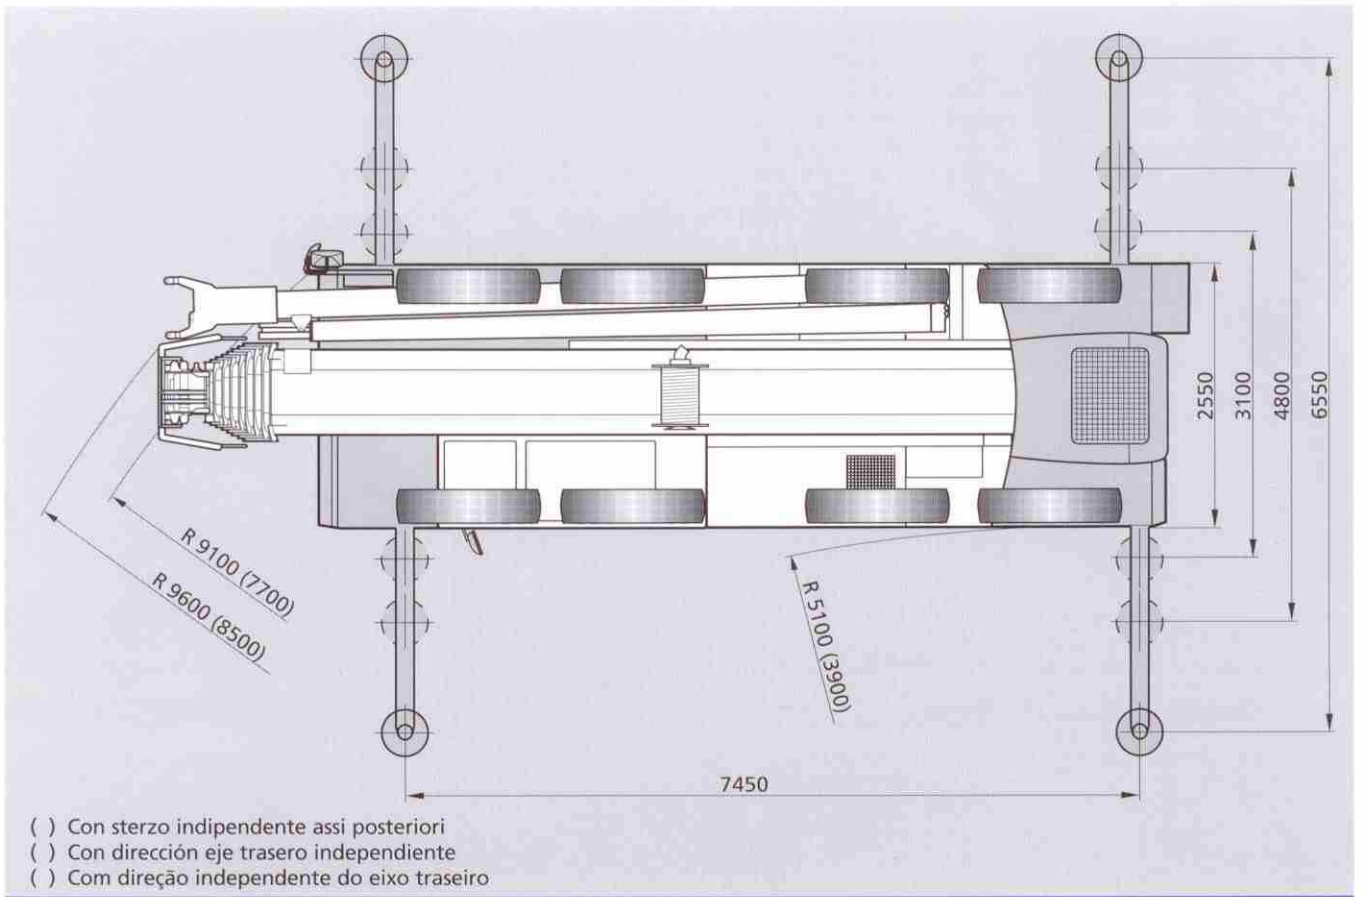 2550
3100
4800
6550
R 9100 (7700)
R 9600 (8500)
R 5100 (3900)
7450
( ) Con sterzo indipendente assi posteriori
( ) Con dirección eje trasero independiente
( ) Com direção independente do eixo traseiro